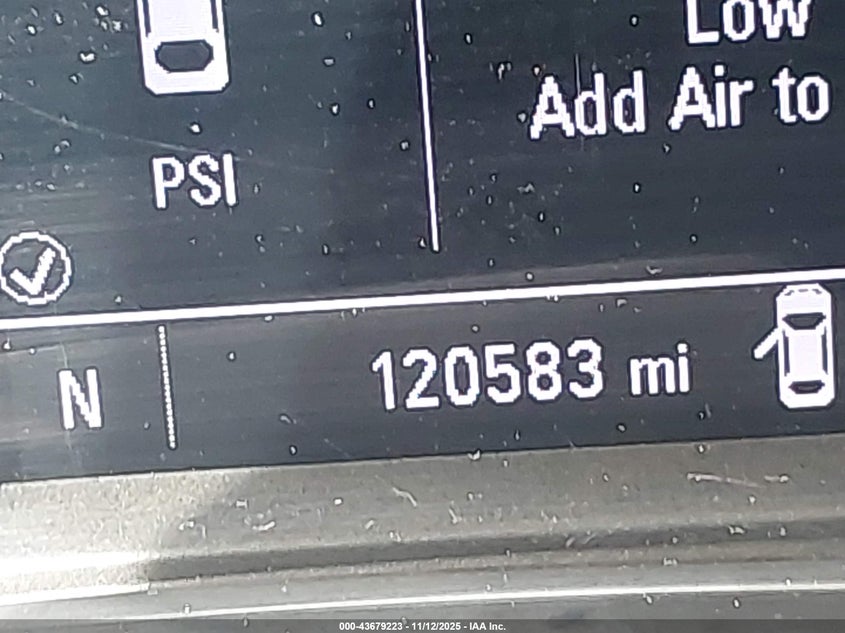 Low
Add Air to
PSI
N
120583 mi
000-43679223 - 11/12/2025 - IAA Inc.